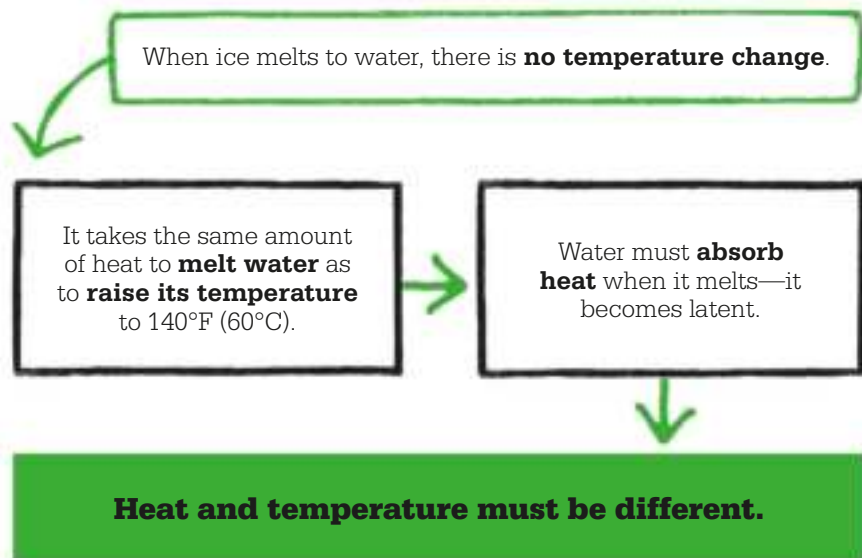 When ice melts to water, there is no temperature change.
It takes the same amount
of heat to melt water as
to raise its temperature
to 140°F (60°C).
Water must absorb
heat when it melts—it
becomes latent.
Heat and temperature must be different.